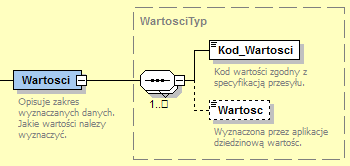 WartosciTyp
Kod_Wartosci
Kod wartości zgodny z
specyfikacją przesyłu.
Wartosci
Opisuje zakres
wyznaczanych danych.
Jakie wartości należy
wyznaczyć.
1..□
Wartosc
Wyznaczona przez aplikacje
dziedzinową wartośc.